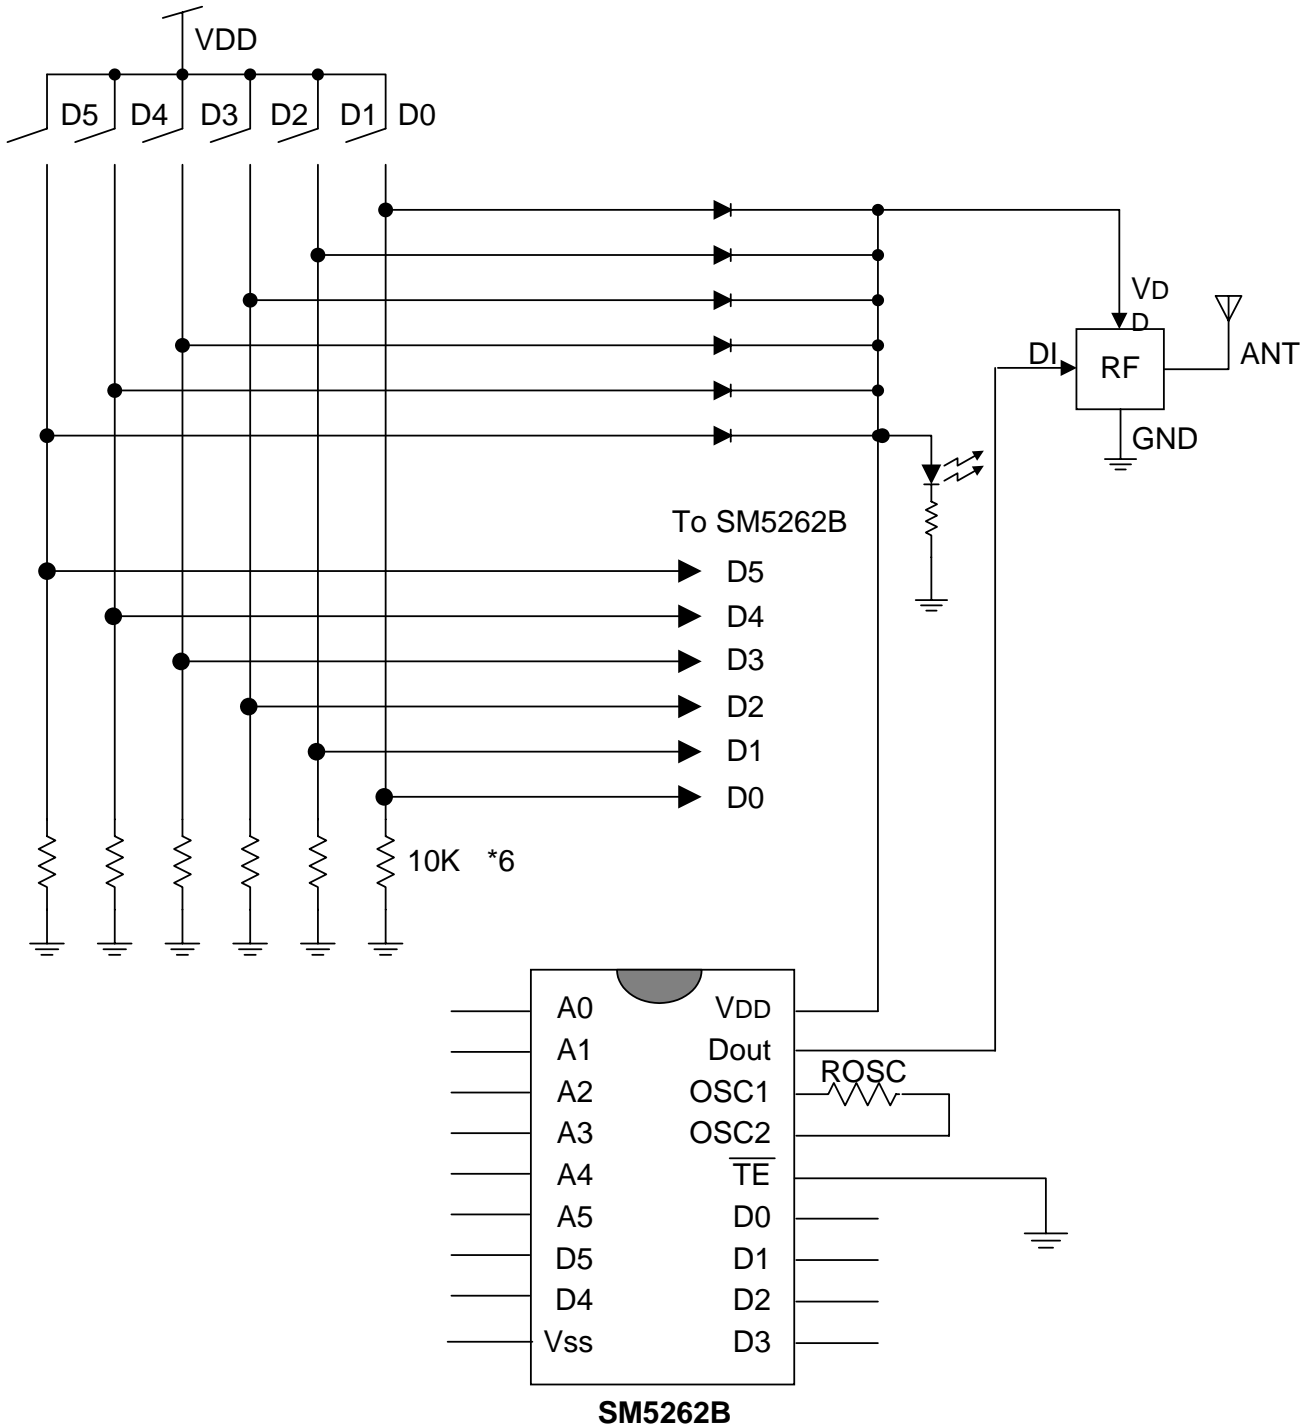 VDD
D5 D4 D3 D2 D1 D0
VD
D
DI RF ANT
GND
To SM5262B
D5
D4
D3
D2
D1
D0
10K *6
A0 VDD
A1 Dout
ROSC
A2 OSC1
A3 OSC2
A4 TE
A5 D0
D5 D1
D4 D2
Vss D3
SM5262B